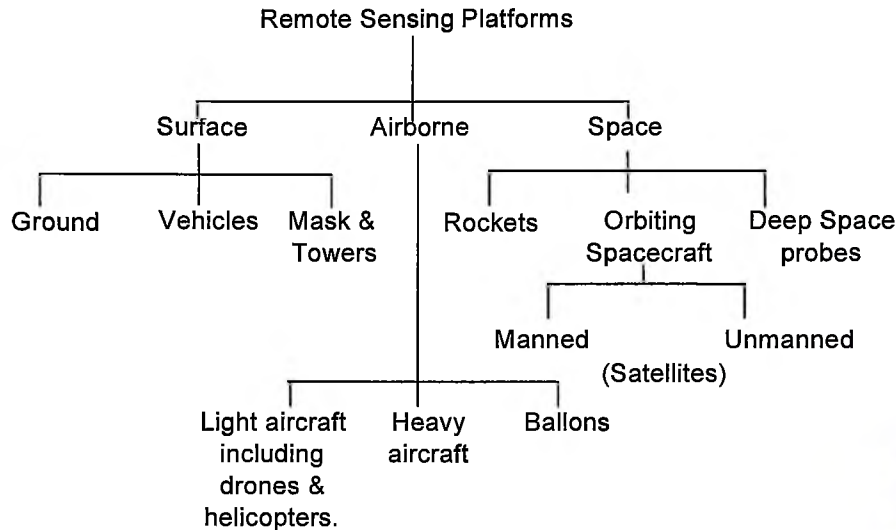 Remote Sensing Platforms
Surface
Airborne
Space
Ground
Vehicles
Mask &
Towers
Rockets
Orbiting
Spacecraft
Deep Space
probes
Manned
Unmanned
(Satellites)
Light aircraft
including
drones &
helicopters.
Heavy
aircraft
Ballons